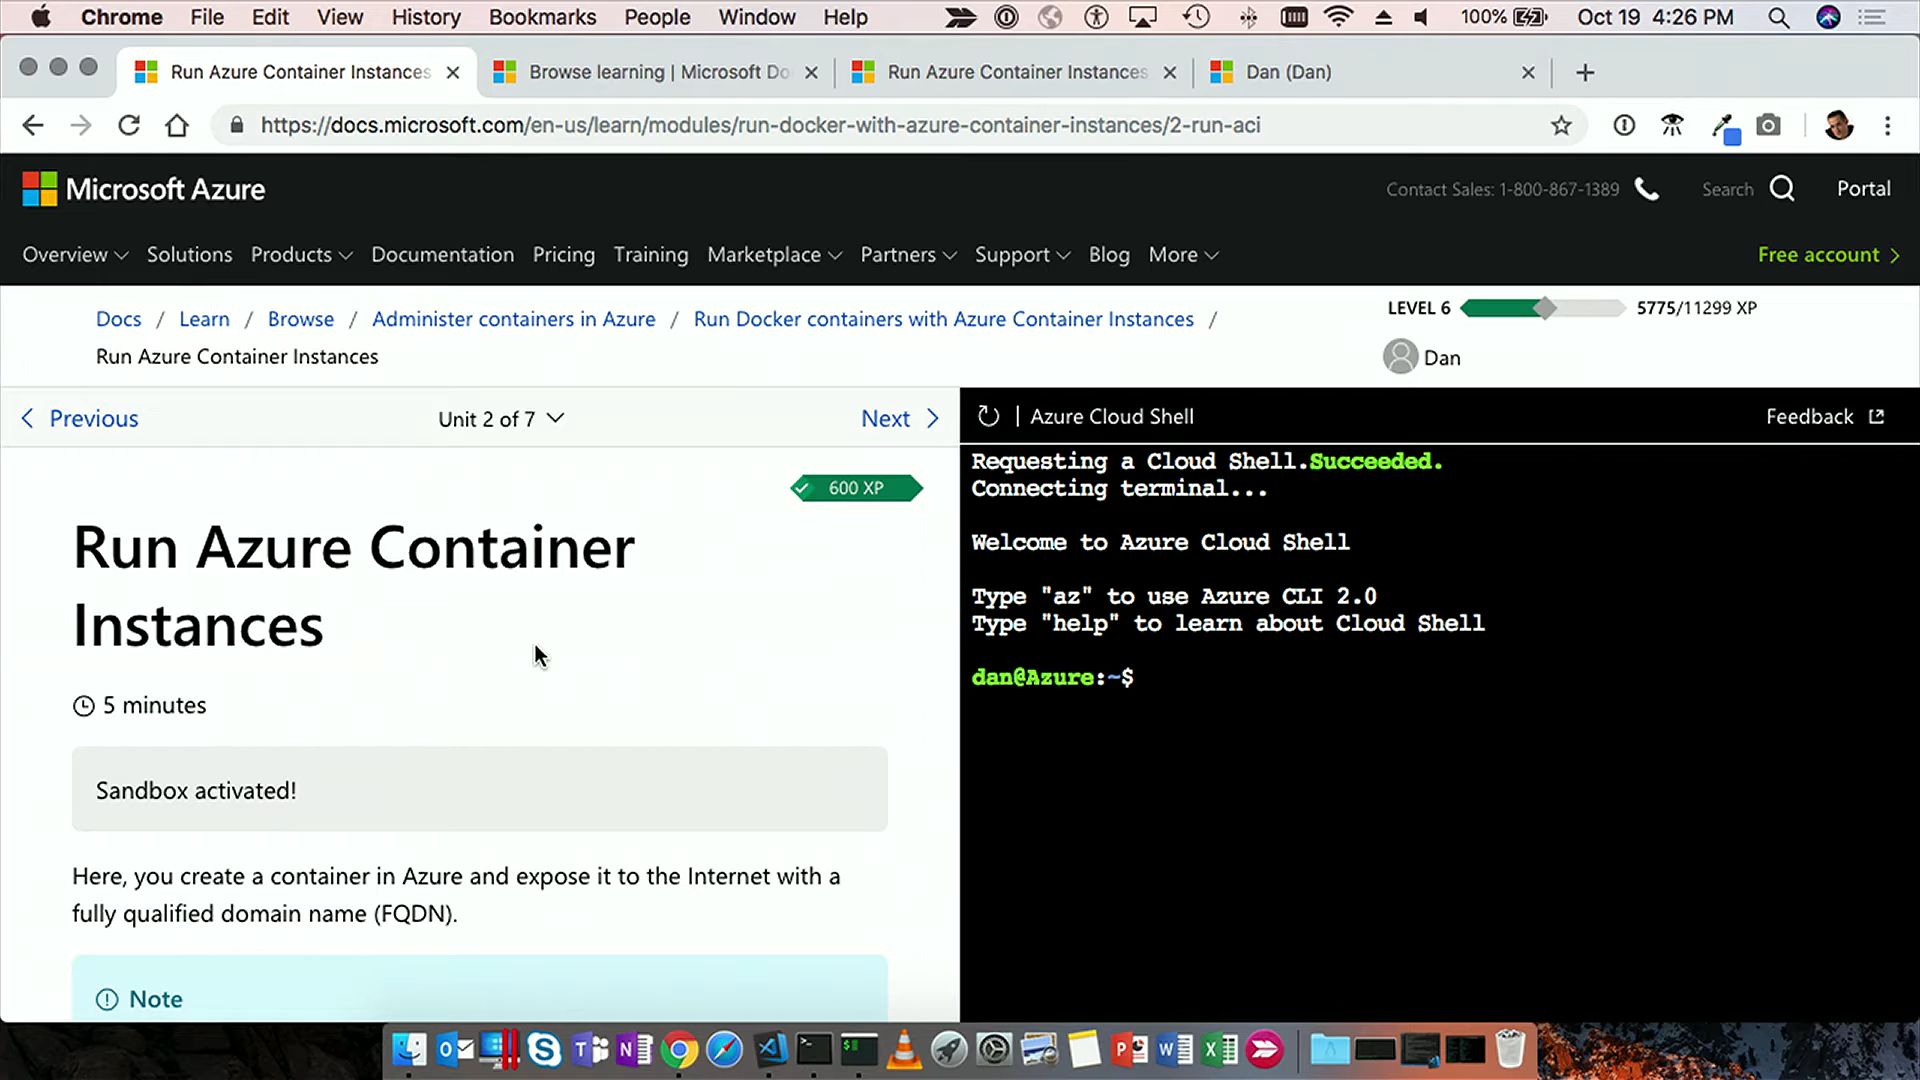 Chrome File Edit View History Bookmarks People Window Help 100% Oct 19 4:26 PM
Run Azure Container Instances Browse learning | Microsoft Do Run Azure Container Instances Dan (Dan)
https://docs.microsoft.com/en-us/learn/modules/run-docker-with-azure-container-instances/2-run-aci
Microsoft Azure Contact Sales: 1-800-867-1389 Search Portal
Overview Solutions Products Documentation Pricing Training Marketplace Partners Support Blog More Free account
Docs / Learn / Browse / Administer containers in Azure / Run Docker containers with Azure Container Instances /
Run Azure Container Instances
LEVEL 6 5775/11299 XP
Dan
Previous Unit 2 of 7 Next
600 XP
Run Azure Container
Instances
5 minutes
Sandbox activated!
Here, you create a container in Azure and expose it to the Internet with a
fully qualified domain name (FQDN).
Note
Azure Cloud Shell Feedback
Requesting a Cloud Shell.Succeeded.
Connecting terminal...
Welcome to Azure Cloud Shell
Type "az" to use Azure CLI 2.0
Type "help" to learn about Cloud Shell
dan@Azure:~$